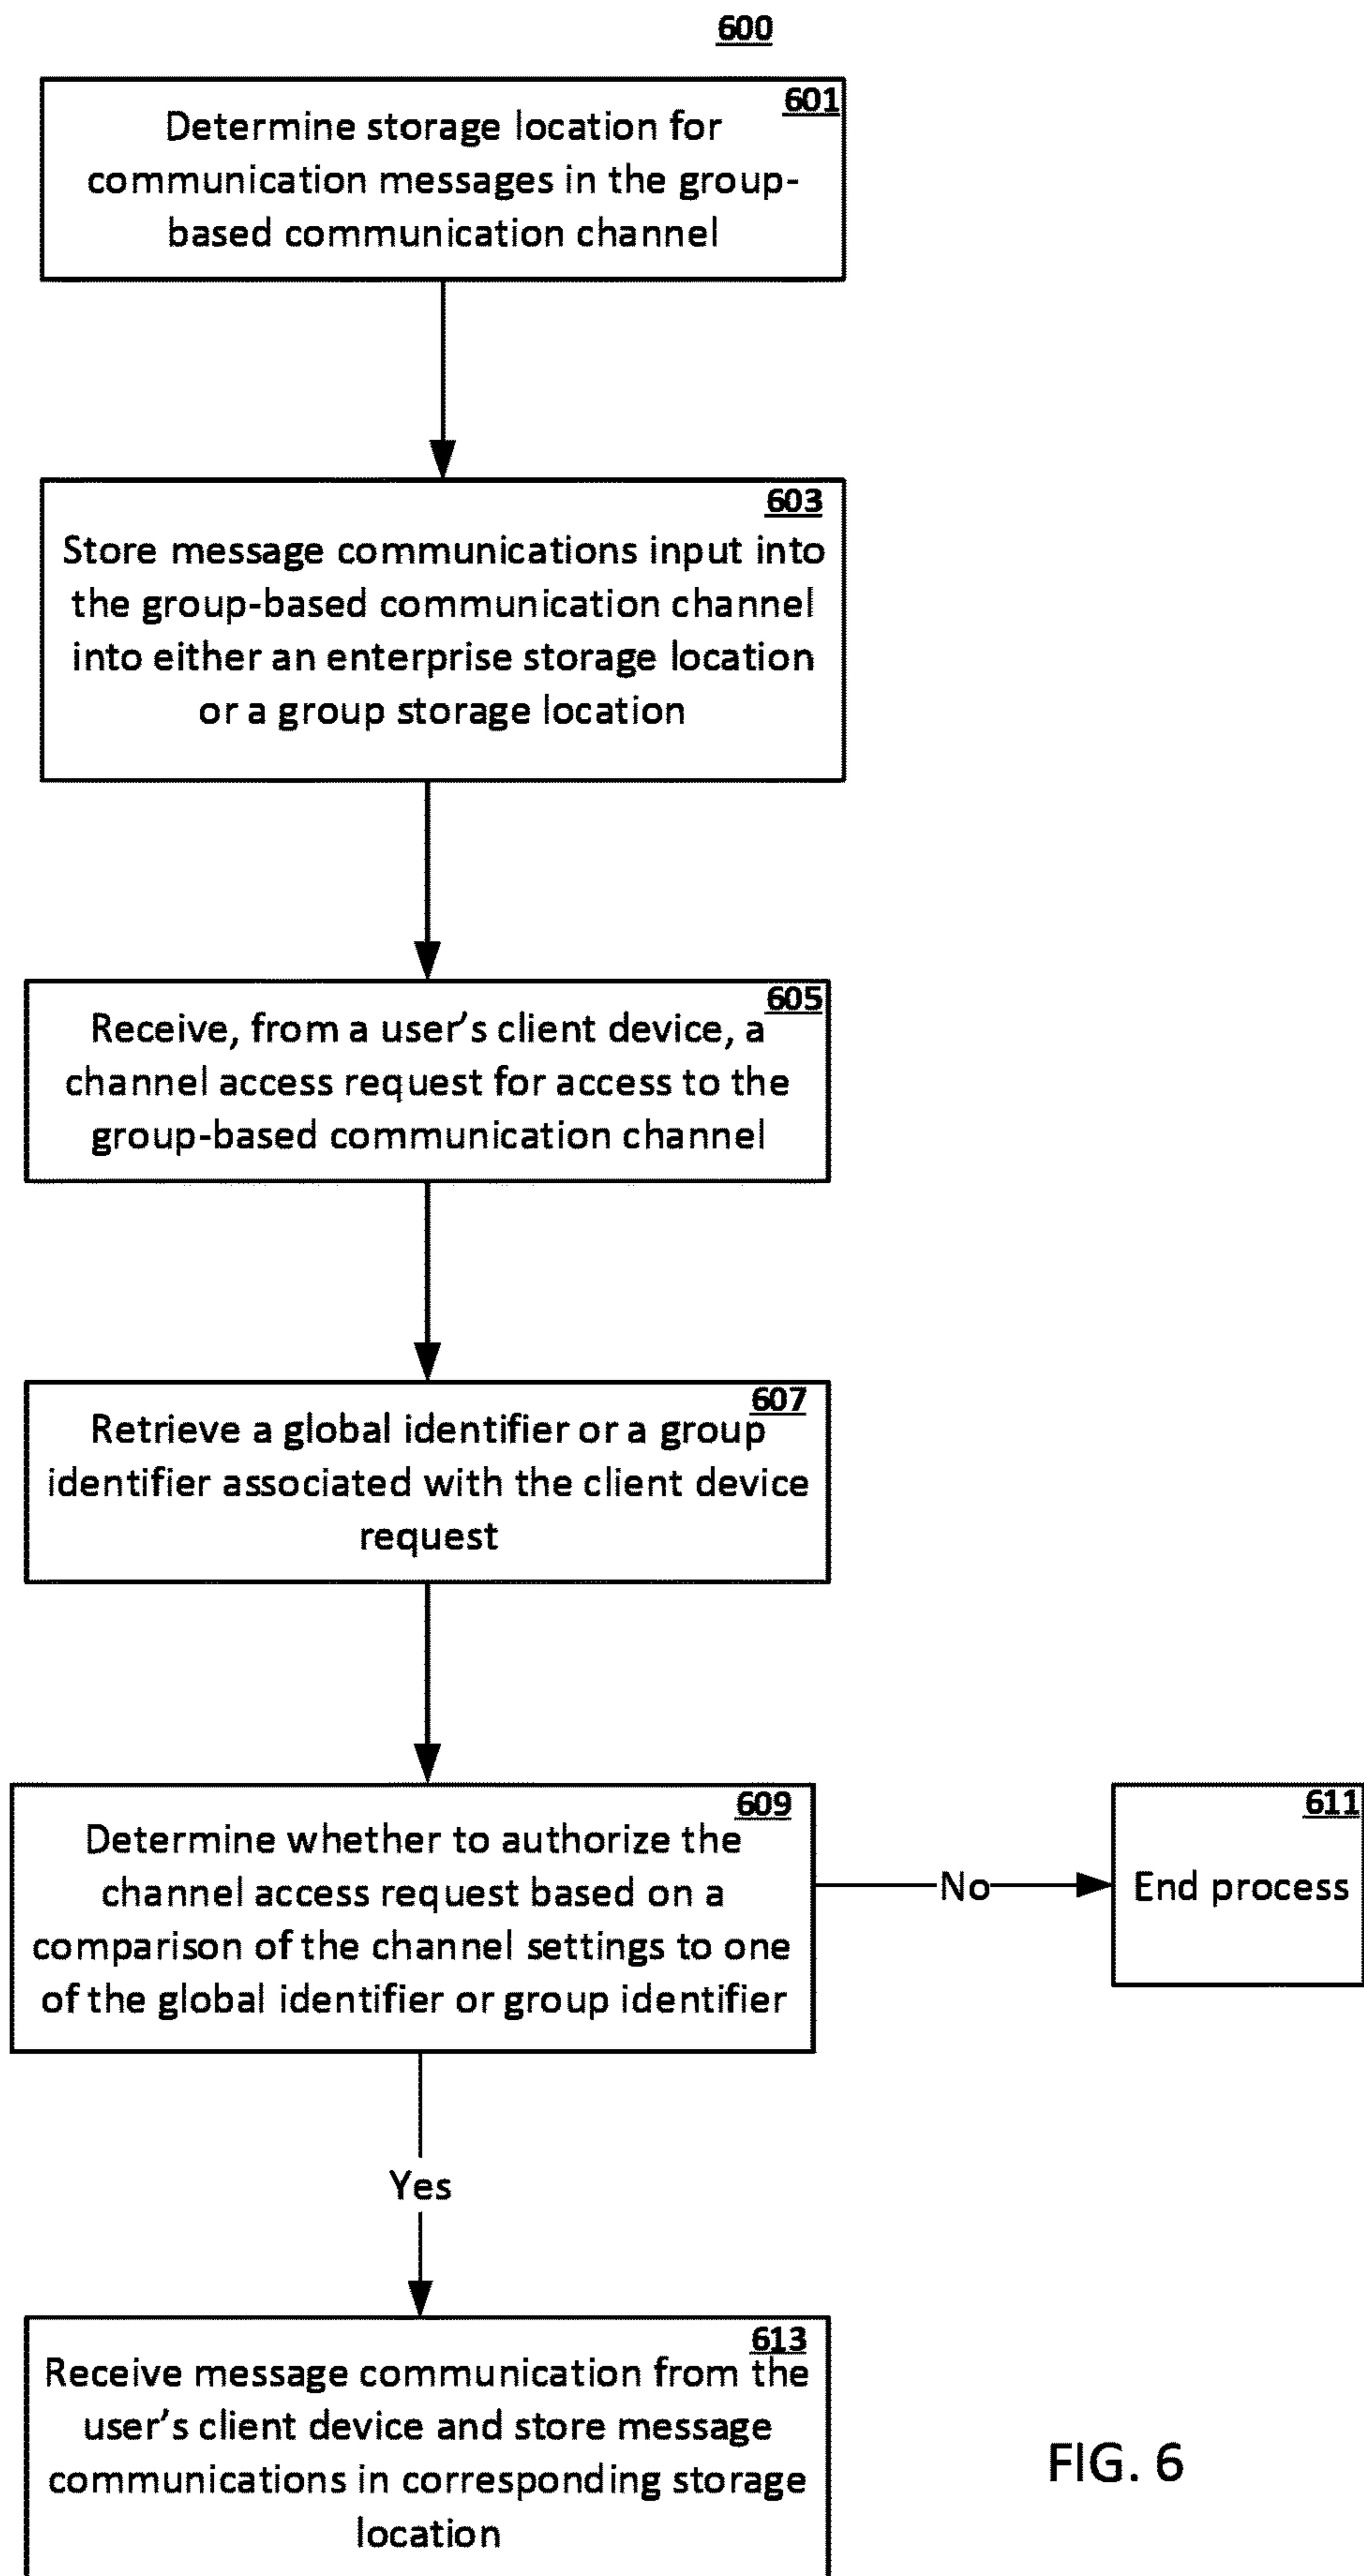 600
601
Determine storage location for
communication messages in the group-
based communication channel
603
Store message communications input into
the group-based communication channel
into either an enterprise storage location
or a group storage location
605
Receive, from a user's client device, a
channel access request for access to the
group-based communication channel
607
Retrieve a global identifier or a group
identifier associated with the client device
request
609
Determine whether to authorize the
channel access request based on a
comparison of the channel settings to one
of the global identifier or group identifier
No
611
End process
Yes
613
Receive message communication from the
user's client device and store message
communications in corresponding storage
location
FIG. 6